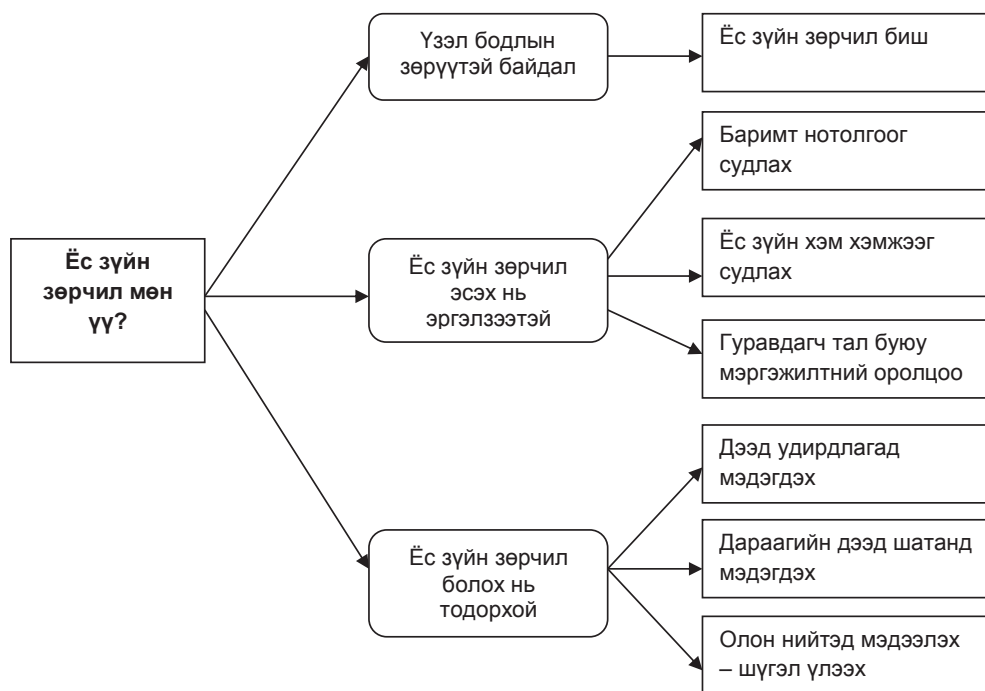 Ёс зүйн
зөрчил мөн
үү?
Үзэл бодлын
зөрүүтэй байдал
Ёс зүйн зөрчил биш
Ёс зүйн зөрчил
эсэх нь
эргэлзээтэй
Баримт нотолгоог
судлах
Ёс зүйн хэм хэмжээг
судлах
Гуравдагч тал буюу
мэргэжилтний оролцоо
Ёс зүйн зөрчил
болох нь
тодорхой
Дээд удирдлагад
мэдэгдэх
Дараагийн дээд шатанд
мэдэгдэх
Олон нийтэд мэдээлэх
– шүгэл үлээх